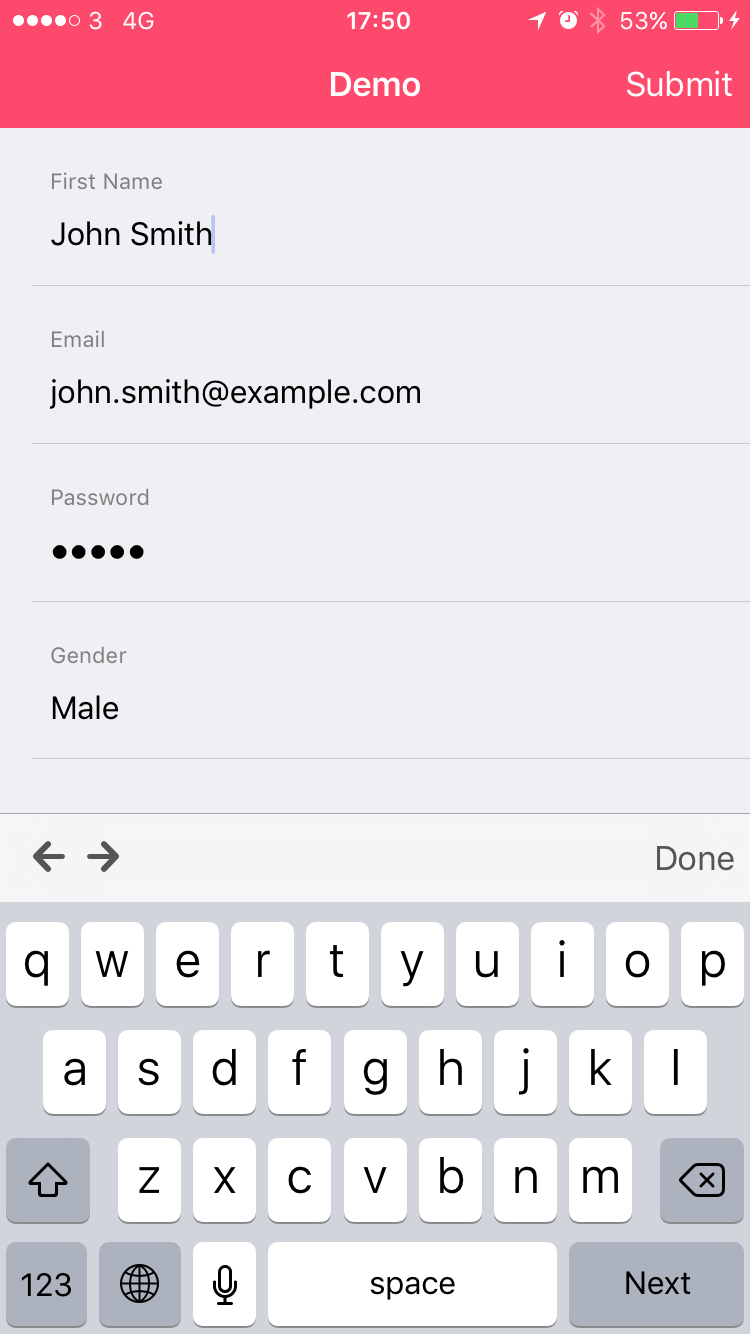 3 4G 17:50 53%
Demo Submit
First Name
John Smith
Email
john.smith@example.com
Password
•••••
Gender
Male
Done
q w e r t y u i o p
a s d f g h j k l
z x c v b n m
123 space Next